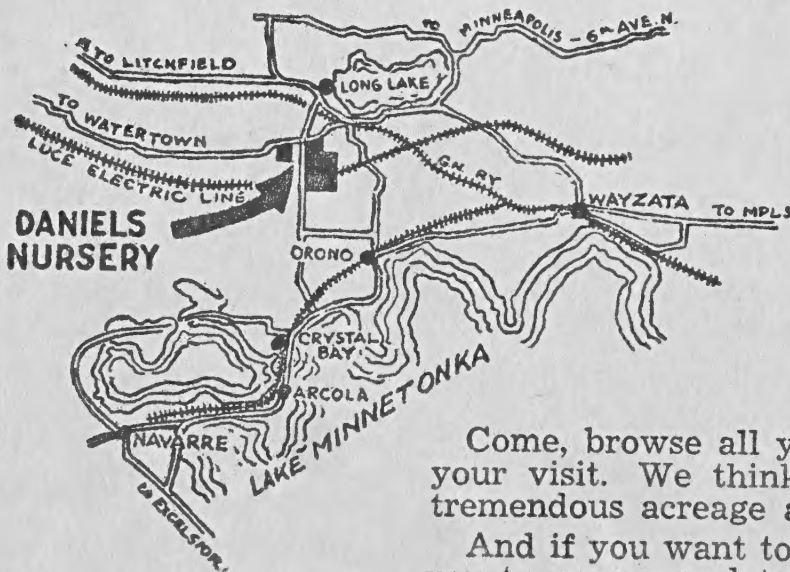 TO
MINNEAPOLIS - 6TH AVE. N.
TO LITCHFIELD
LONG LAKE
TO WATERTOWN
LUCE ELECTRIC LINE
G.N. RY
WAYZATA
TO MPLS
DANIELS
NURSERY
ORONO
CRYSTAL
BAY
ARCOLA
LAKE MINNETONKA
NAVARRE
to EXCELSIOR.
Come, browse all y
your visit. We think
tremendous acreage a
And if you want to